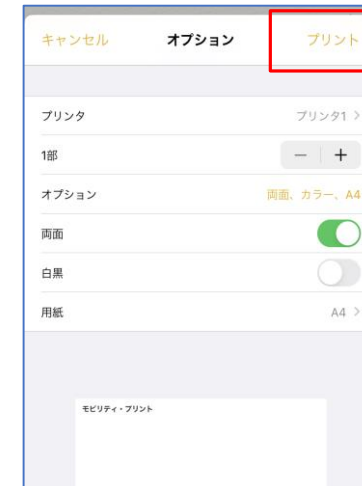 キャンセル オプション プリント
プリンタ プリンタ1 >
1部 − +
オプション 両面、カラー、A4
両面
白黒
用紙 A4 >
モビリティ・プリント